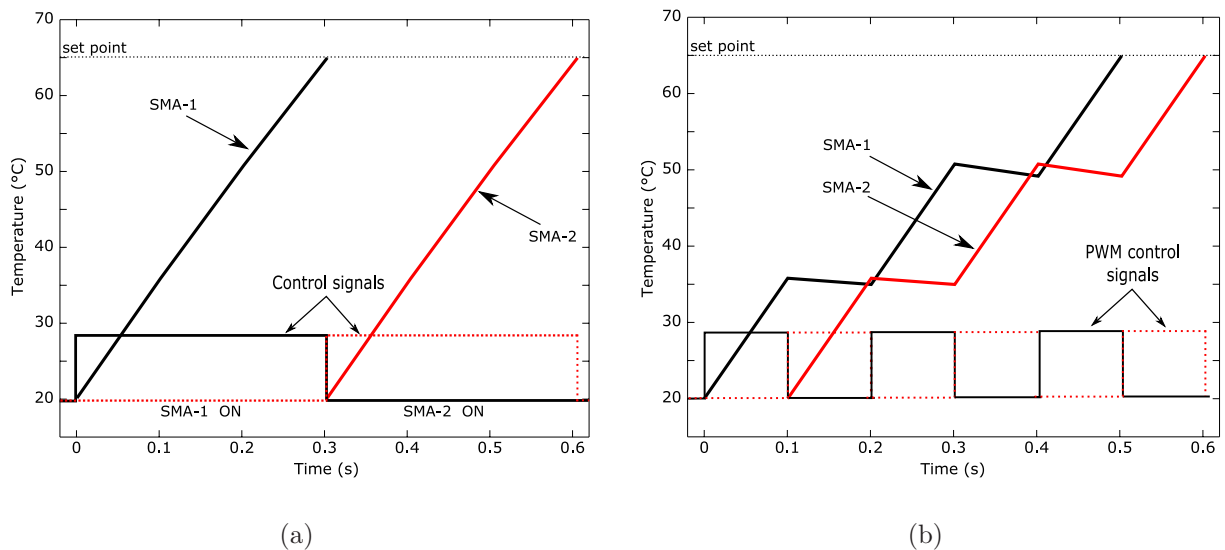 70
60
50
40
30
20
Temperature (°C)
set point
SMA-1
SMA-2
Control signals
SMA-1 ON
SMA-2 ON
0
0.1
0.2
0.3
0.4
0.5
0.6
Time (s)
(a)
70
60
50
40
30
20
Temperature (°C)
set point
SMA-1
SMA-2
PWM control
signals
0
0.1
0.2
0.3
0.4
0.5
0.6
Time (s)
(b)